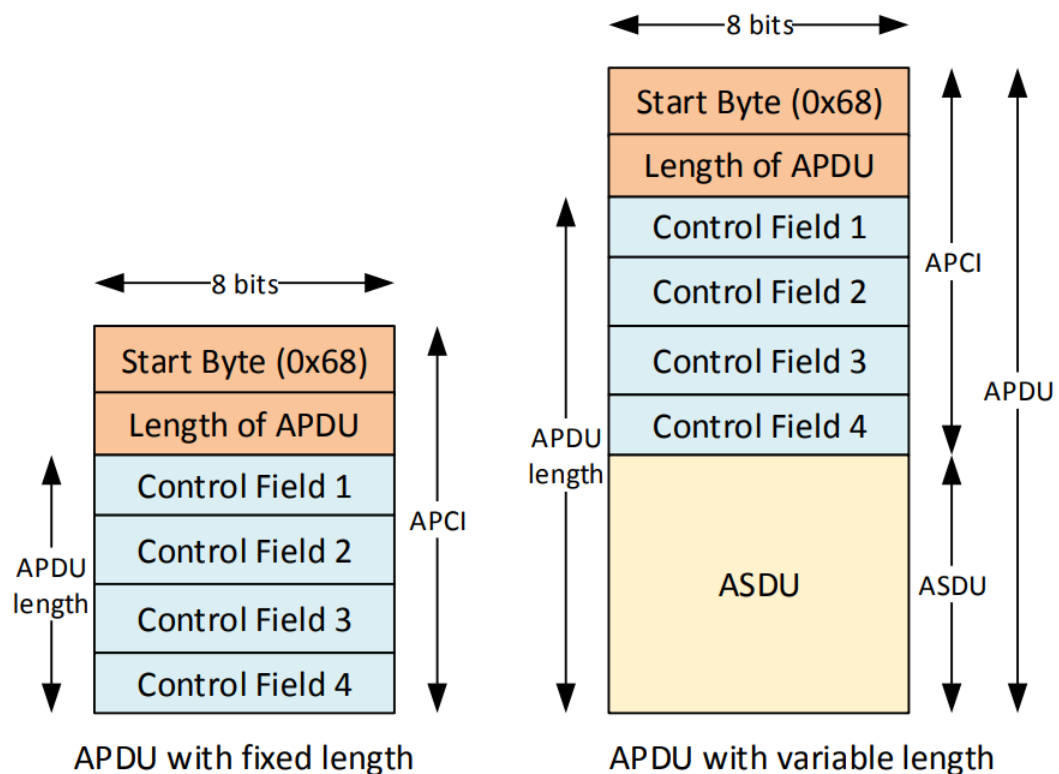 8 bits
Start Byte (0x68)
Length of APDU
Control Field 1
Control Field 2
Control Field 3
Control Field 4
APDU
length
APCI
APDU with fixed length
8 bits
Start Byte (0x68)
Length of APDU
Control Field 1
Control Field 2
Control Field 3
Control Field 4
ASDU
APDU
length
APCI
ASDU
APDU
APDU with variable length